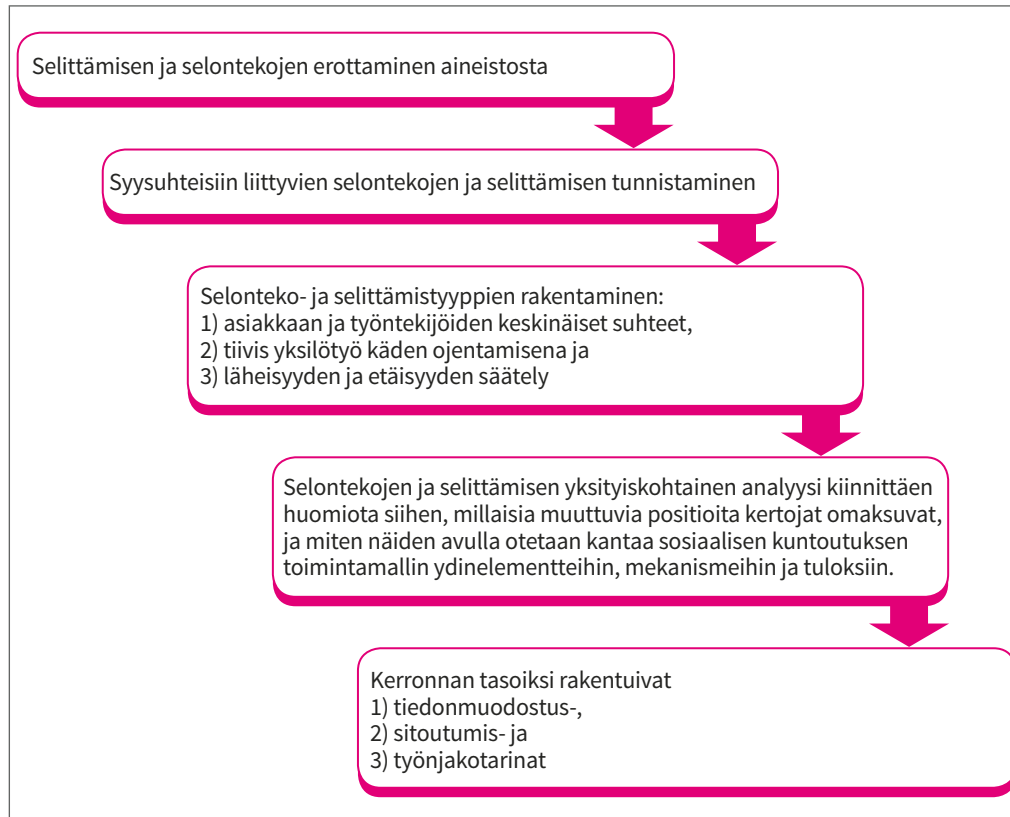 Selittämisen ja selontekojen erottaminen aineistosta
Syysuhteisiin liittyvien selontekojen ja selittämisen tunnistaminen
Selonteko- ja selittämistyyppien rakentaminen:
1) asiakkaan ja työntekijöiden keskinäiset suhteet,
2) tiivis yksilötyö käden ojentamisena ja
3) läheisyyden ja etäisyyden säätely
Selontekojen ja selittämisen yksityiskohtainen analyysi kiinnittäen
huomiota siihen, millaisia muuttuvia positioita kertojat omaksuvat,
ja miten näiden avulla otetaan kantaa sosiaalisen kuntoutuksen
toimintamallin ydinelementteihin, mekanismeihin ja tuloksiin.
Kerronnan tasoiksi rakentuivat
1) tiedonmuodostus-,
2) sitoutumis- ja
3) työnjakotarinat